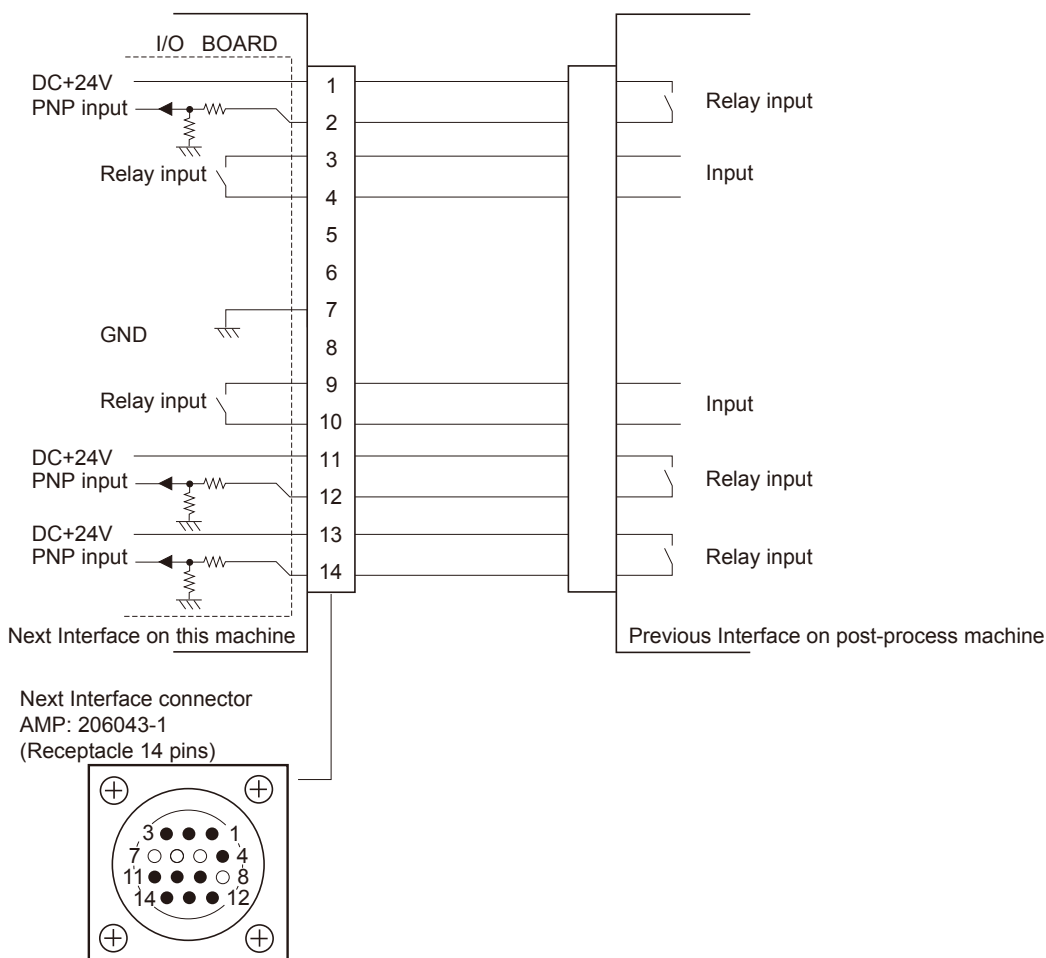 I/O BOARD
DC+24V
PNP input
Relay input
GND
Relay input
DC+24V
PNP input
DC+24V
PNP input
1
2
3
4
5
6
7
8
9
10
11
12
13
14
Relay input
Input
Input
Relay input
Relay input
Next Interface on this machine
Previous Interface on post-process machine
Next Interface connector
AMP: 206043-1
(Receptacle 14 pins)
3 1
7 4
11 8
14 12